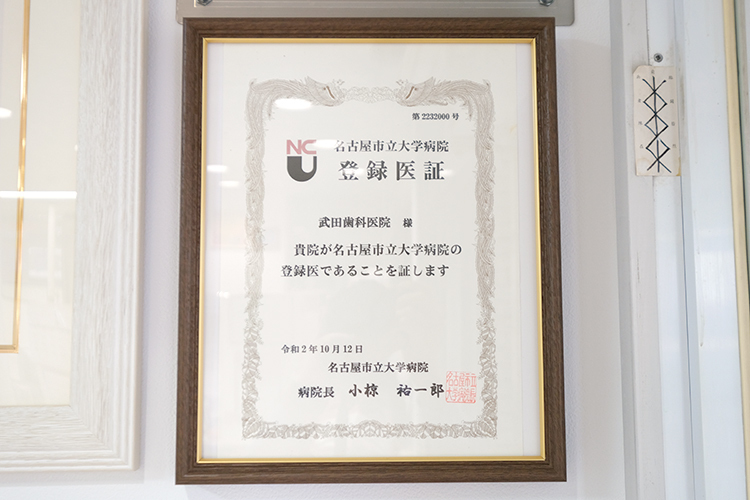 第2232000号
NCU
名古屋市立大学病院
登録医証
武田歯科医院 様
貴院が名古屋市立大学病院の
登録医であることを証します
令和2年10月12日
名古屋市立大学病院
病院長 小椋 祐一郎